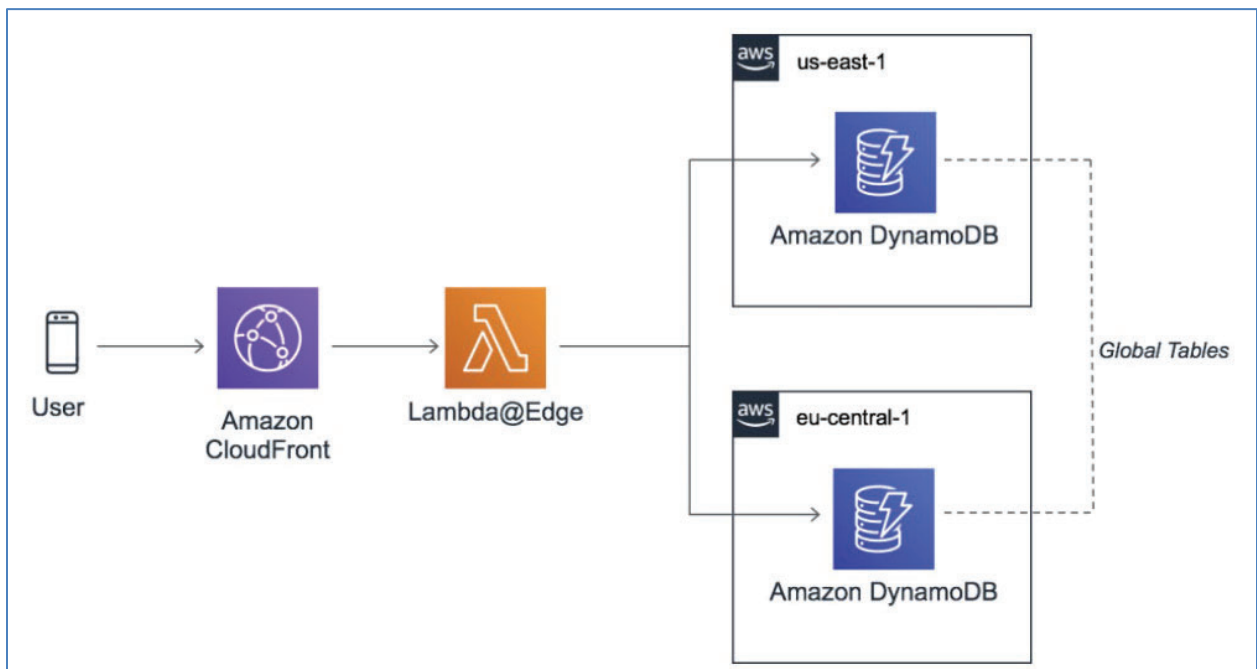 aws
us-east-1
Amazon DynamoDB
User
Amazon
CloudFront
Lambda@Edge
Global Tables
aws
eu-central-1
Amazon DynamoDB